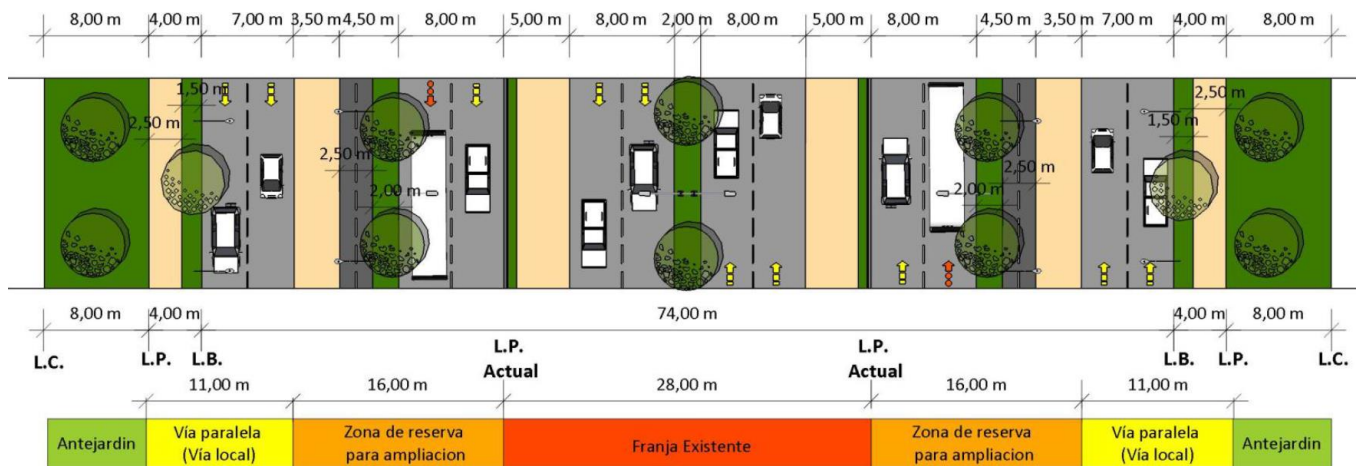 8,00 m 4,00 m 7,00 m 3,50 m 4,50 m 8,00 m 5,00 m 8,00 m 2,00 m 8,00 m 5,00 m 8,00 m 4,50 m 3,50 m 7,00 m 4,00 m 8,00 m
1,50 m
2,50 m
2,50 m
2,00 m
2,50 m
1,50 m
2,50 m
2,00 m
8,00 m 4,00 m 74,00 m 4,00 m 8,00 m
L.C. L.P. L.B. L.P. Actual L.P. Actual L.B. L.P. L.C.
11,00 m 16,00 m 28,00 m 16,00 m 11,00 m
Antejardin
Vía paralela
(Vía local)
Zona de reserva
para ampliacion
Franja Existente
Zona de reserva
para ampliacion
Vía paralela
(Vía local)
Antejardin